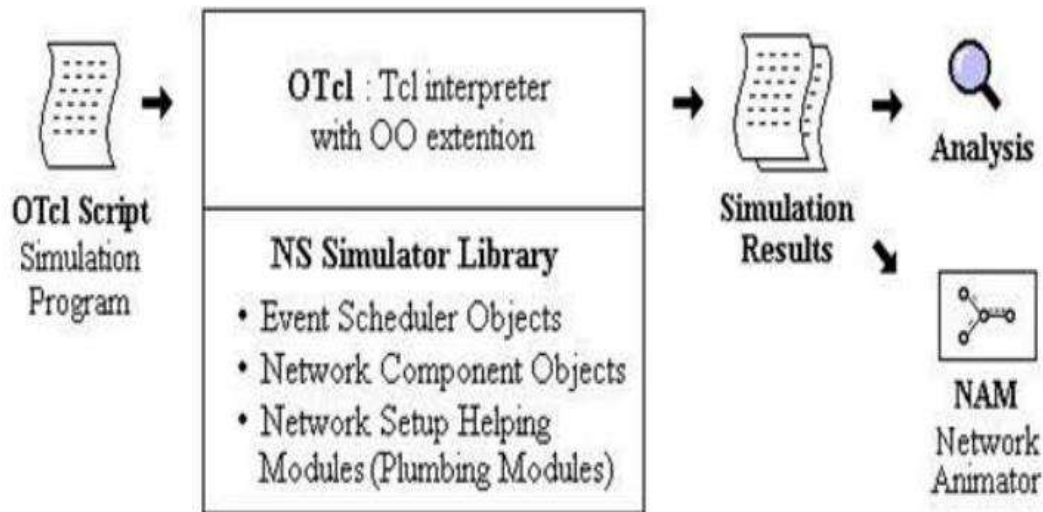 OTcl Script
Simulation
Program
OTcl : Tcl interpreter
with OO extention
NS Simulator Library
• Event Scheduler Objects
• Network Component Objects
• Network Setup Helping
Modules (Plumbing Modules)
Simulation
Results
Analysis
NAM
Network
Animator